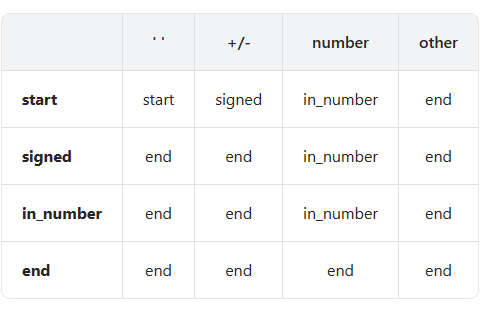 ' ' +/- number other
start start signed in_number end
signed end end in_number end
in_number end end in_number end
end end end end end